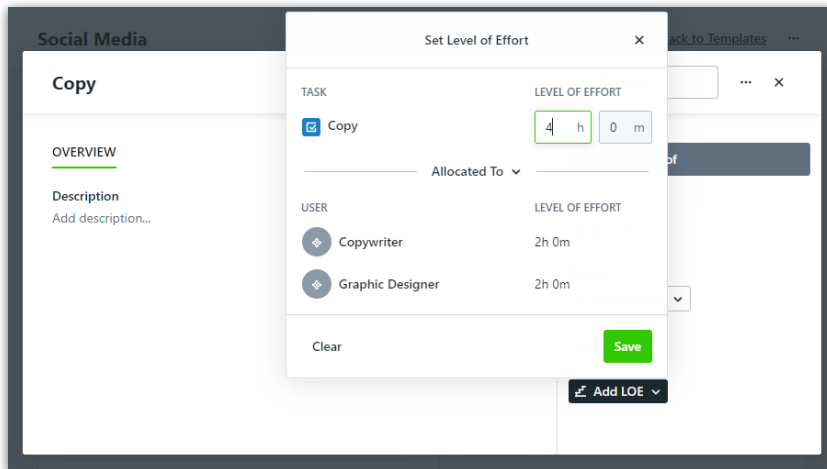 Social Media
ack to Templates ...
Set Level of Effort
Copy
TASK LEVEL OF EFFORT
Copy 4 h 0 m
of
OVERVIEW
Allocated To
Description
Add description...
USER LEVEL OF EFFORT
Copywriter 2h 0m
Graphic Designer 2h 0m
Clear Save
Add LOE